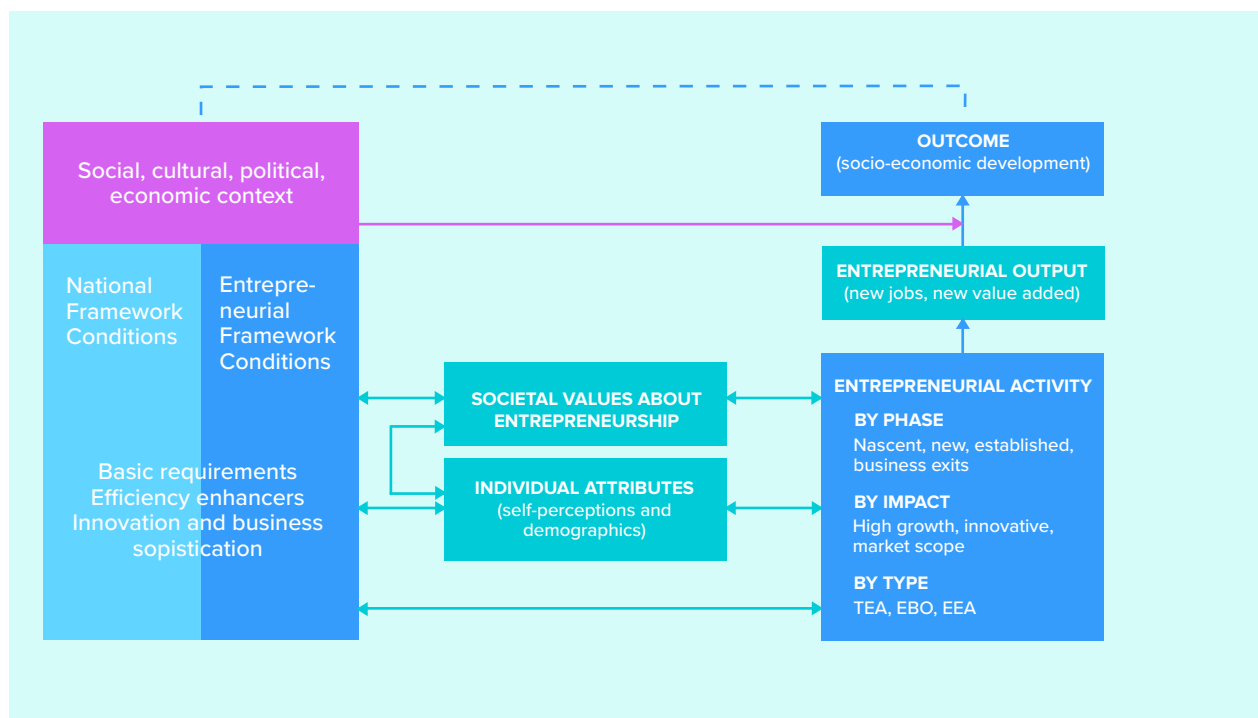 Social, cultural, political,
economic context
National
Framework
Conditions
Entrepre-
neurial
Framework
Conditions
Basic requirements
Efficiency enhancers
Innovation and business
sopistication
SOCIETAL VALUES ABOUT
ENTREPRENEURSHIP
INDIVIDUAL ATTRIBUTES
(self-perceptions and
demographics)
OUTCOME
(socio-economic development)
ENTREPRENEURIAL OUTPUT
(new jobs, new value added)
ENTREPRENEURIAL ACTIVITY
BY PHASE
Nascent, new, established,
business exits
BY IMPACT
High growth, innovative,
market scope
BY TYPE
TEA, EBO, EEA